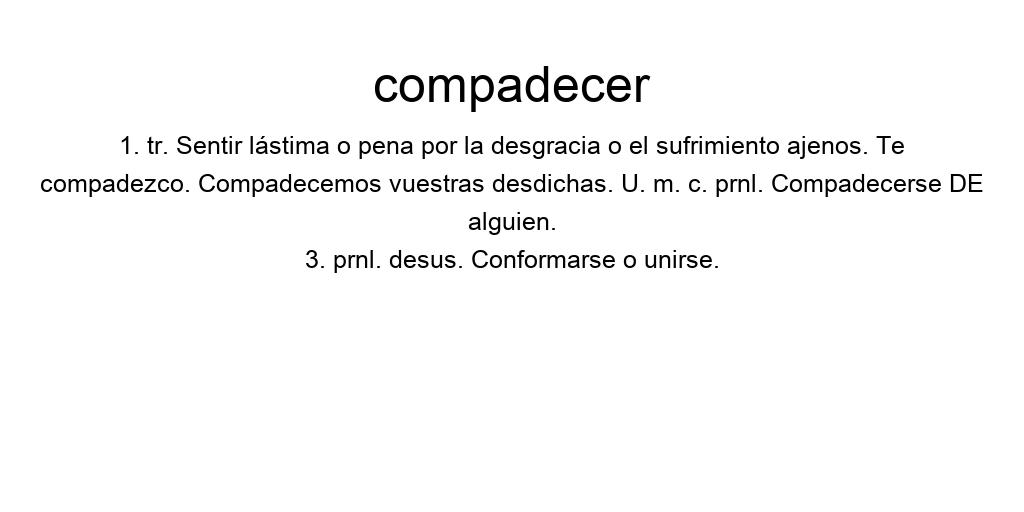 compadecer
1. tr. Sentir lástima o pena por la desgracia o el sufrimiento ajenos. Te
compadezco. Compadecemos vuestras desdichas. U. m. c. prnl. Compadecerse DE
alguien.
3. prnl. desus. Conformarse o unirse.